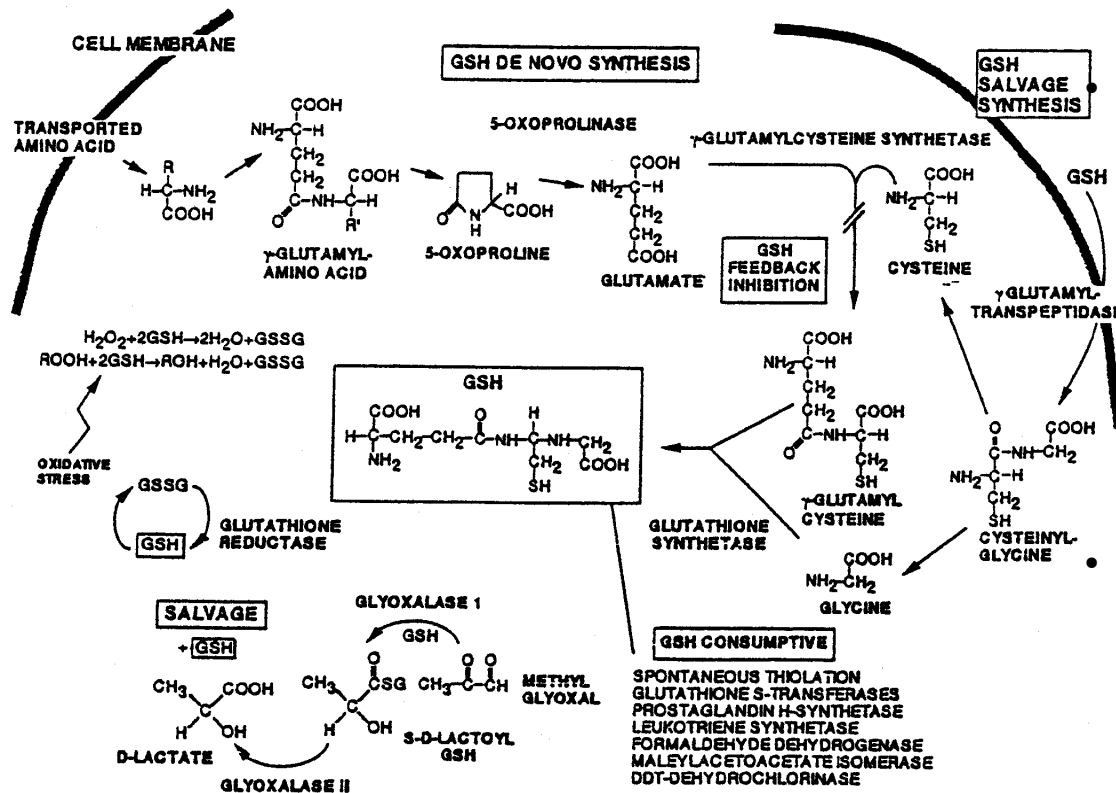 CELL MEMBRANE
GSH DE NOVO SYNTHESIS
GSH
SALVAGE
SYNTHESIS
TRANSPORTED
AMINO ACID
R
H-C-NH2
COOH
COOH
NH2-C-H
CH2
CH2
C-NH-C-H
O
COOH
R'
γ-GLUTAMYL-
AMINO ACID
O
N
H
H
COOH
5-OXOPROLINE
5-OXOPROLINASE
COOH
NH2-C-H
CH2
CH2
COOH
GLUTAMATE
γ-GLUTAMYLCYSTEINE SYNTHETASE
GSH
FEEDBACK
INHIBITION
COOH
NH2-C-H
CH2
SH
CYSTEINE
GSH
γ GLUTAMYL-
TRANSPEPTIDASE
H2O2+2GSH→2H2O+GSSG
ROOH+2GSH→ROH+H2O+GSSG
OXIDATIVE
STRESS
GSSG
GSH
GLUTATHIONE
REDUCTASE
GSH
COOH
H-C-CH2CH2-C-NH-C-NH-CH2
NH2
O
H
CH2
SH
COOH
COOH
NH2-C-H
CH2
CH2
COOH
C-NH-C-H
O
CH2
SH
γ-GLUTAMYL
CYSTEINE
GLUTATHIONE
SYNTHETASE
COOH
NH2-CH2
GLYCINE
O
COOH
C-NH-CH2
NH2-C-H
CH2
SH
CYSTEINYL-
GLYCINE
SALVAGE
+ GSH
CH3
COOH
C
H
OH
D-LACTATE
GLYOXALASE I
GSH
O
CH3
CSG
C
H
OH
S-D-LACTOYL
GSH
O O
CH3-C-CH
METHYL
GLYOXAL
GLYOXALASE II
GSH CONSUMPTIVE
SPONTANEOUS THIOLATION
GLUTATHIONE S-TRANSFERASES
PROSTAGLANDIN H-SYNTHETASE
LEUKOTRIENE SYNTHETASE
FORMALDEHYDE DEHYDROGENASE
MALEYLACETOACETATE ISOMERASE
DDT-DEHYDROCHLORINASE